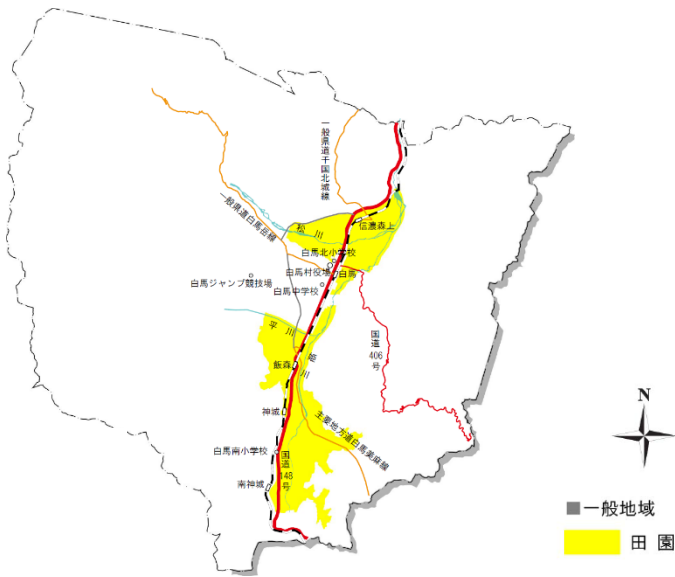 一般県道千国北城線
一般県道白馬岳線
松川
信濃森上
白馬北小学校
白馬村役場
白馬
白馬ジャンプ競技場
白馬中学校
平川
姫川
国道406号
飯森
神城
主要地方道白馬美麻線
白馬南小学校
国道148号
南神城
N
一般地域
田園